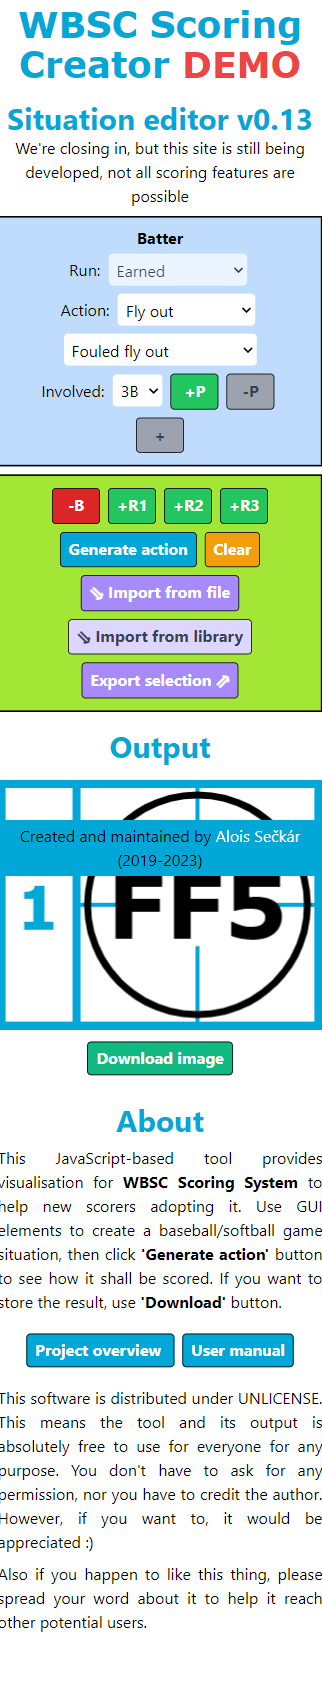 WBSC Scoring
Creator DEMO
Situation editor v0.13
We're closing in, but this site is still being
developed, not all scoring features are
possible
Batter
Run: Earned
Action: Fly out
Fouled fly out
Involved: 3B +P -P
+
-B +R1 +R2 +R3
Generate action Clear
⇘ Import from file
⇘ Import from library
Export selection ⇗
Output
Created and maintained by Alois Sečkár
(2019-2023)
1 FF5
Download image
About
This JavaScript-based tool provides
visualisation for WBSC Scoring System to
help new scorers adopting it. Use GUI
elements to create a baseball/softball game
situation, then click 'Generate action' button
to see how it shall be scored. If you want to
store the result, use 'Download' button.
Project overview User manual
This software is distributed under UNLICENSE.
This means the tool and its output is
absolutely free to use for everyone for any
purpose. You don't have to ask for any
permission, nor you have to credit the author.
However, if you want to, it would be
appreciated :)
Also if you happen to like this thing, please
spread your word about it to help it reach
other potential users.